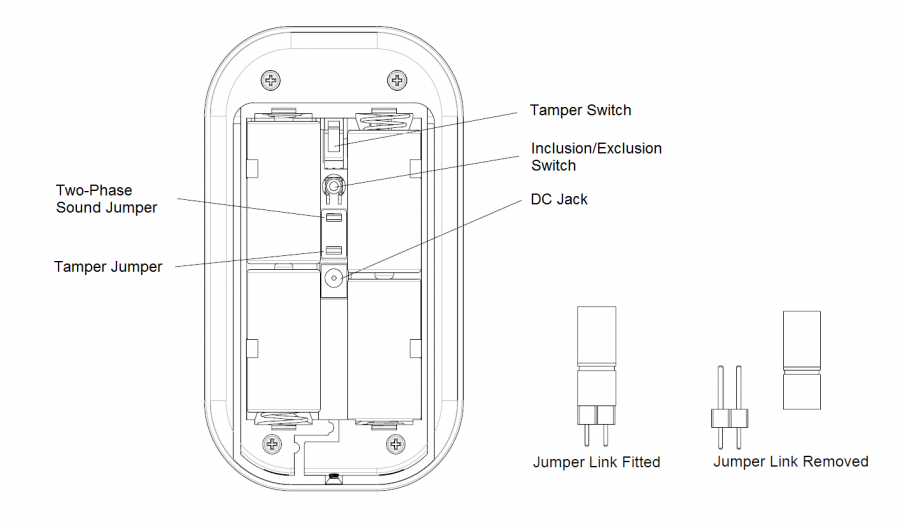 Tamper Switch
Inclusion/Exclusion
Switch
DC Jack
Two-Phase
Sound Jumper
Tamper Jumper
Jumper Link Fitted
Jumper Link Removed